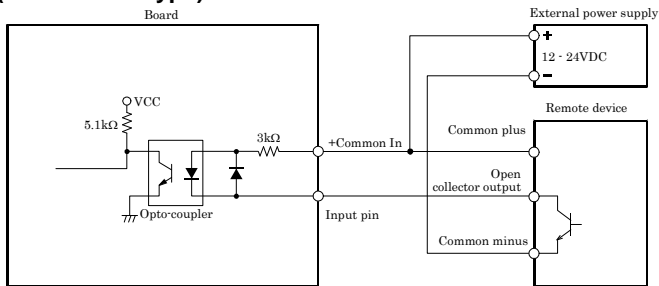 Board
External power supply
+
12 - 24VDC
−
Remote device
VCC
5.1kΩ
3kΩ
+Common In
Common plus
Open
collector output
Opto-coupler
Input pin
Common minus